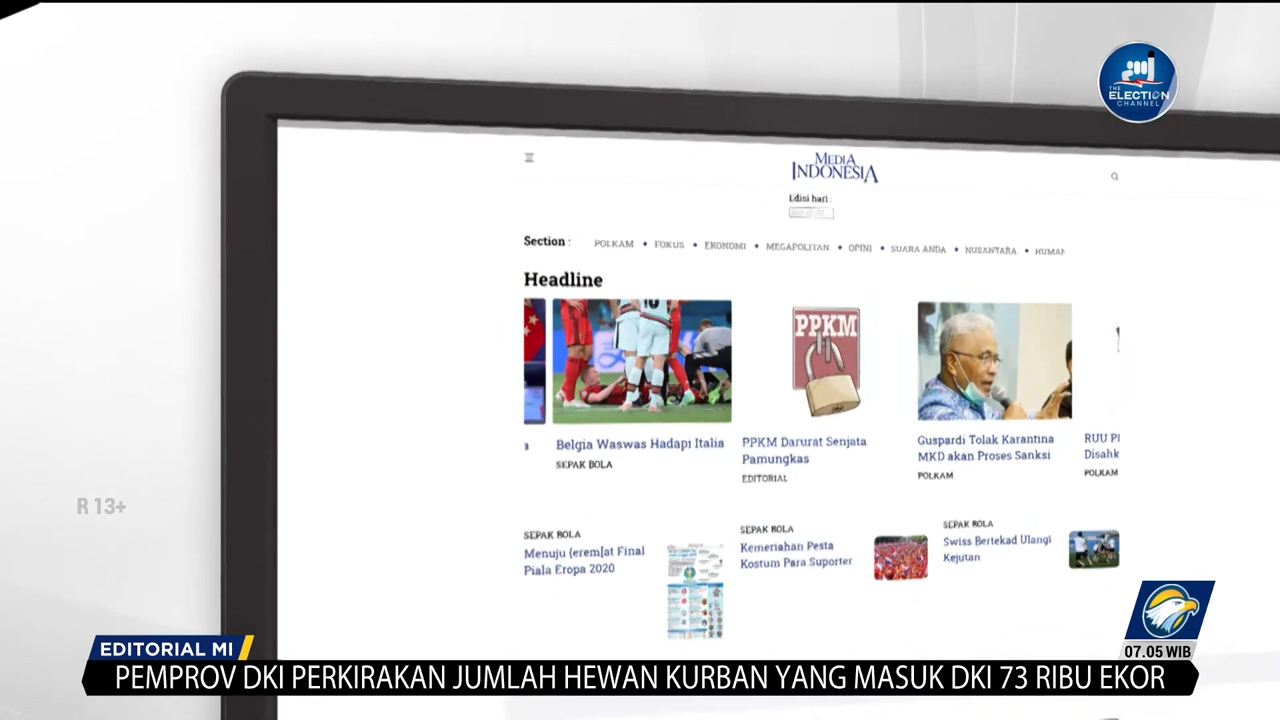 THE
ELECTION
CHANNEL
MEDIA
INDONESIA
Edisi hari :
Section : POLKAM • FOKUS • EKONOMI • MEGAPOLITAN • OPINI • SUARA ANDA • NUSANTARA • HUMAN
Headline
PPKM
Belgia Waswas Hadapi Italia
SEPAK BOLA
PPKM Darurat Senjata
Pamungkas
EDITORIAL
Guspardi Tolak Karantina
MKD akan Proses Sanksi
POLKAM
Disahk
POLKAM
SEPAK BOLA
Menuju {erem[at Final
Piala Eropa 2020
SEPAK BOLA
Kemeriahan Pesta
Kostum Para Suporter
SEPAK BOLA
Swiss Bertekad Ulangi
Kejutan
R 13+
EDITORIAL MI
07.05 WIB
PEMPROV DKI PERKIRAKAN JUMLAH HEWAN KURBAN YANG MASUK DKI 73 RIBU EKOR